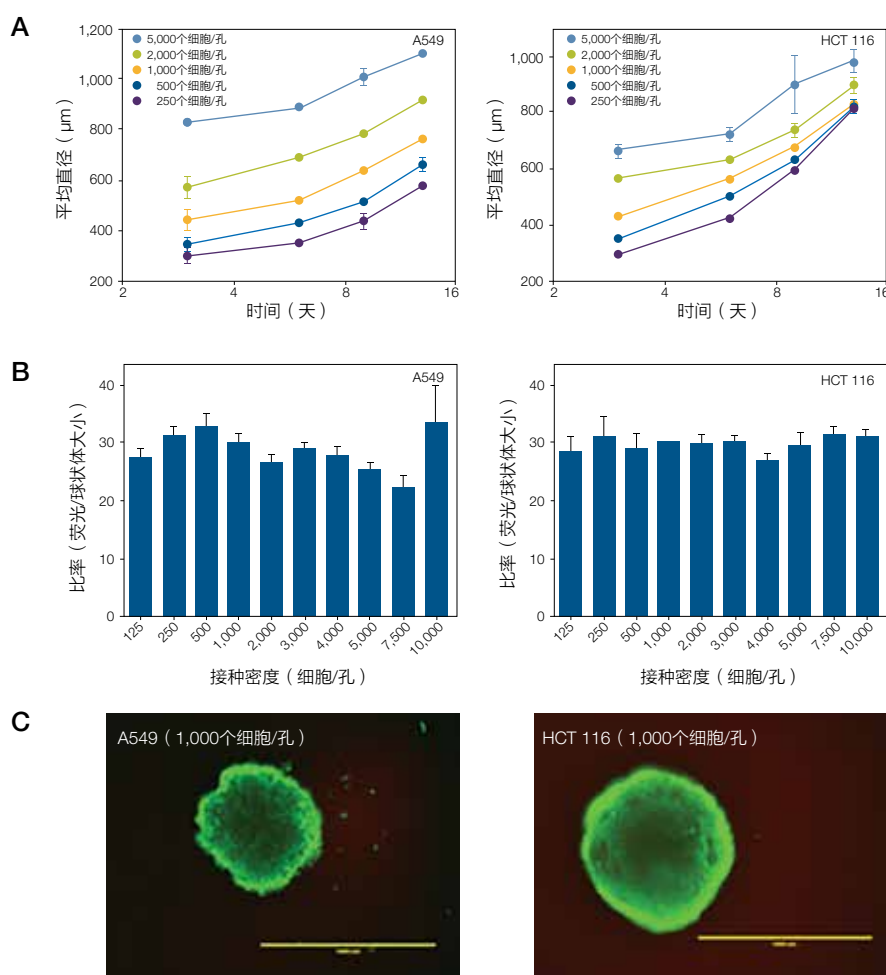 A
A549
5,000个细胞/孔
2,000个细胞/孔
1,000个细胞/孔
500个细胞/孔
250个细胞/孔
1,200
1,000
800
600
400
200
平均直径（µm）
2
4
8
16
时间（天）
HCT 116
5,000个细胞/孔
2,000个细胞/孔
1,000个细胞/孔
500个细胞/孔
250个细胞/孔
1,000
800
600
400
200
平均直径（µm）
2
4
8
16
时间（天）
B
A549
40
30
20
10
0
比率（荧光/球状体大小）
125
250
500
1,000
2,000
3,000
4,000
5,000
7,500
10,000
接种密度（细胞/孔）
HCT 116
40
30
20
10
0
比率（荧光/球状体大小）
125
250
500
1,000
2,000
3,000
4,000
5,000
7,500
10,000
接种密度（细胞/孔）
C
A549（1,000个细胞/孔）
HCT 116（1,000个细胞/孔）